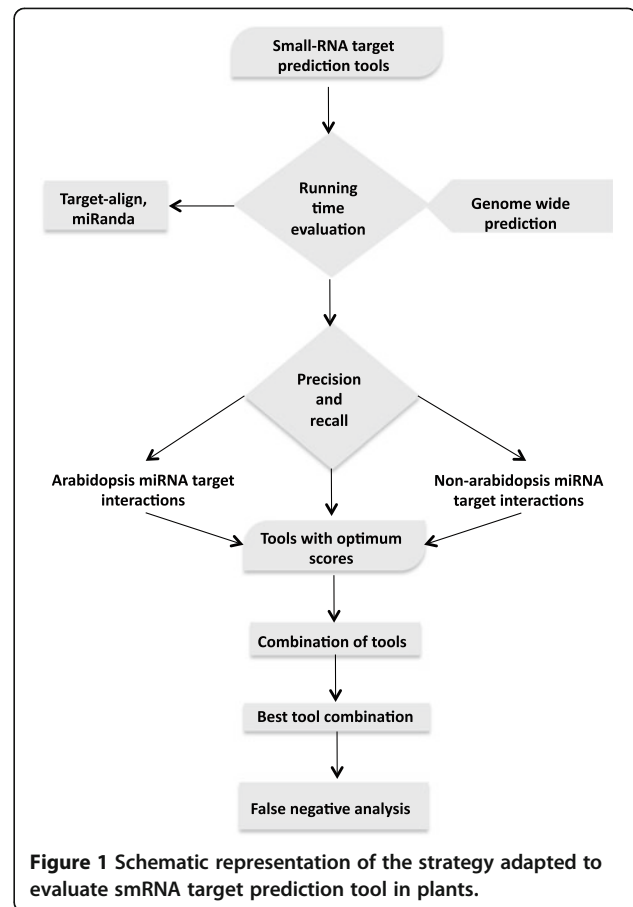 Small-RNA target
prediction tools
Running
time
evaluation
Target-align,
miRanda
Genome wide
prediction
Precision
and
recall
Arabidopsis miRNA target
interactions
Non-arabidopsis miRNA
target interactions
Tools with optimum
scores
Combination of tools
Best tool combination
False negative analysis
Figure 1 Schematic representation of the strategy adapted to
evaluate smRNA target prediction tool in plants.